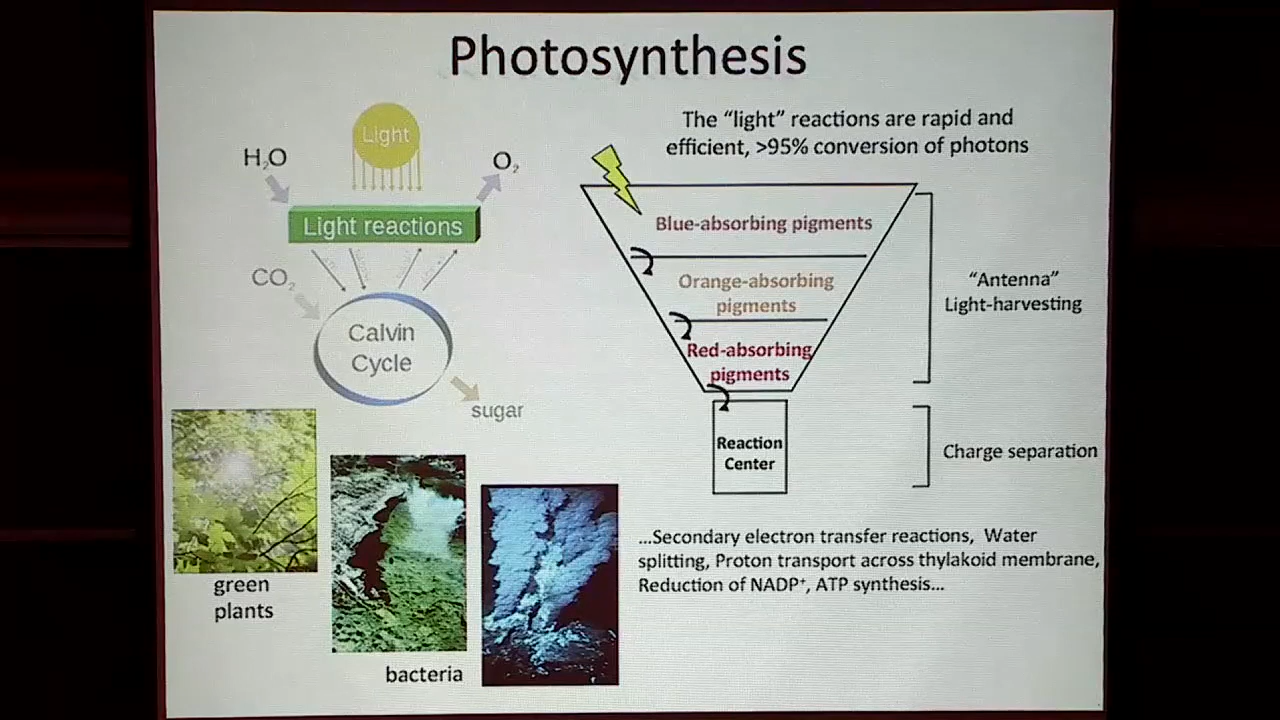 Photosynthesis
Light
H₂O
O₂
Light reactions
CO₂
Calvin
Cycle
sugar
green
plants
bacteria
The “light” reactions are rapid and
efficient, >95% conversion of photons
Blue-absorbing pigments
Orange-absorbing
pigments
Red-absorbing
pigments
Reaction
Center
“Antenna”
Light-harvesting
Charge separation
...Secondary electron transfer reactions, Water
splitting, Proton transport across thylakoid membrane,
Reduction of NADP⁺, ATP synthesis...